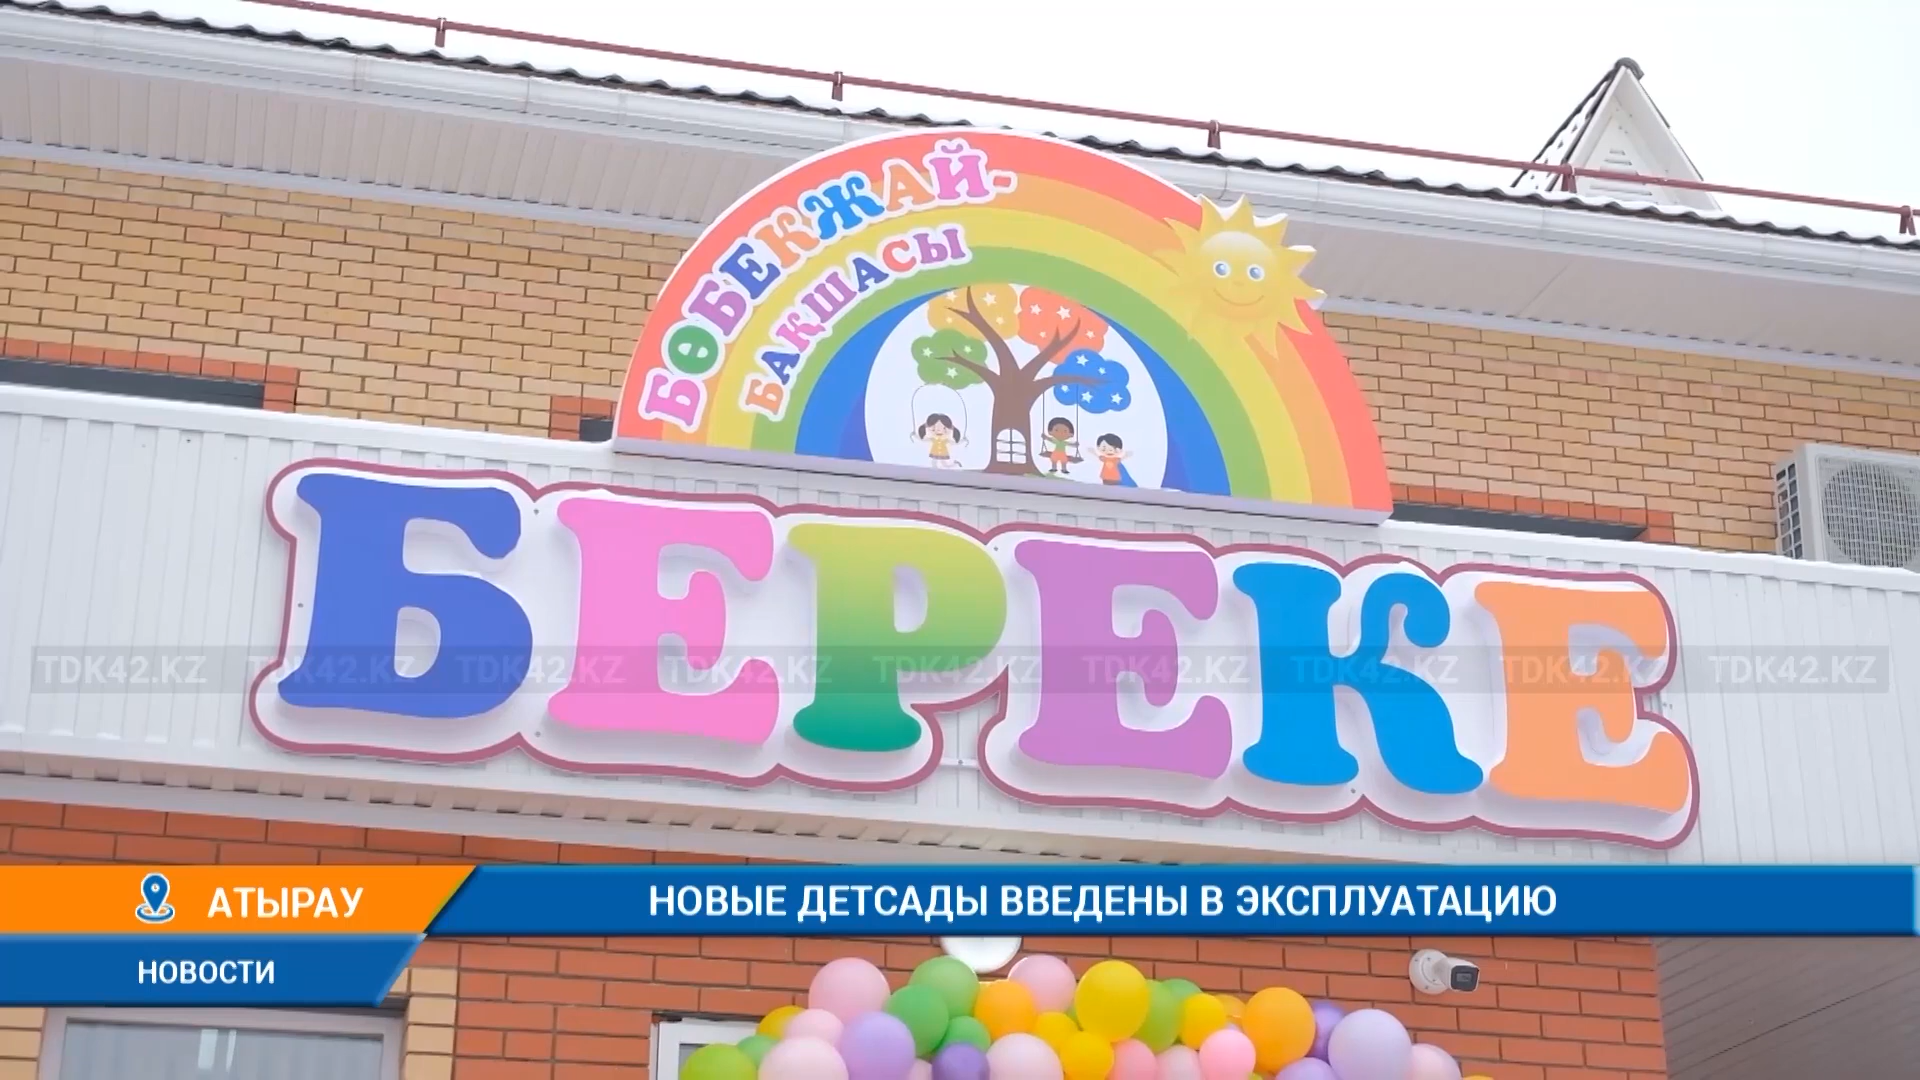 БӨБЕКЖАЙ-
БАҚШАСЫ
БЕРЕКЕ
TDK42.KZ TDK42.KZ TDK42.KZ TDK42.KZ TDK42.KZ TDK42.KZ TDK42.KZ TDK42.KZ TDK42.KZ
АТЫРАУ
НОВЫЕ ДЕТСАДЫ ВВЕДЕНЫ В ЭКСПЛУАТАЦИЮ
НОВОСТИ